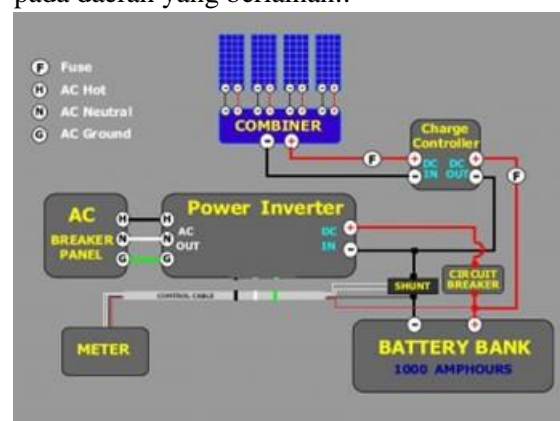 F Fuse
H AC Hot
N AC Neutral
G AC Ground
COMBINER
- +
Charge
Controller
+ DC DC +
- IN OUT -
F
F
AC
BREAKER
PANEL
H
N
G
Power Inverter
H AC
N OUT
G
DC +
IN -
CONTROL CABLE
SHUNT
CIRCUIT
BREAKER
METER
- +
BATTERY BANK
1000 AMPHOURS